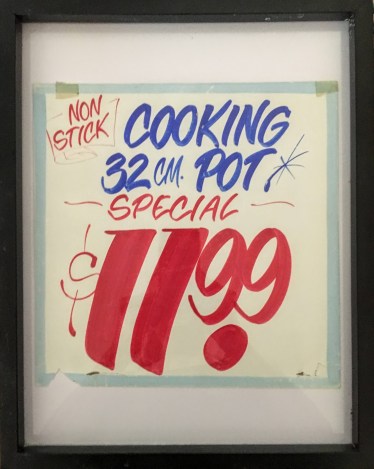 NON
STICK
COOKING
32 CM. POT.
SPECIAL
$11.99